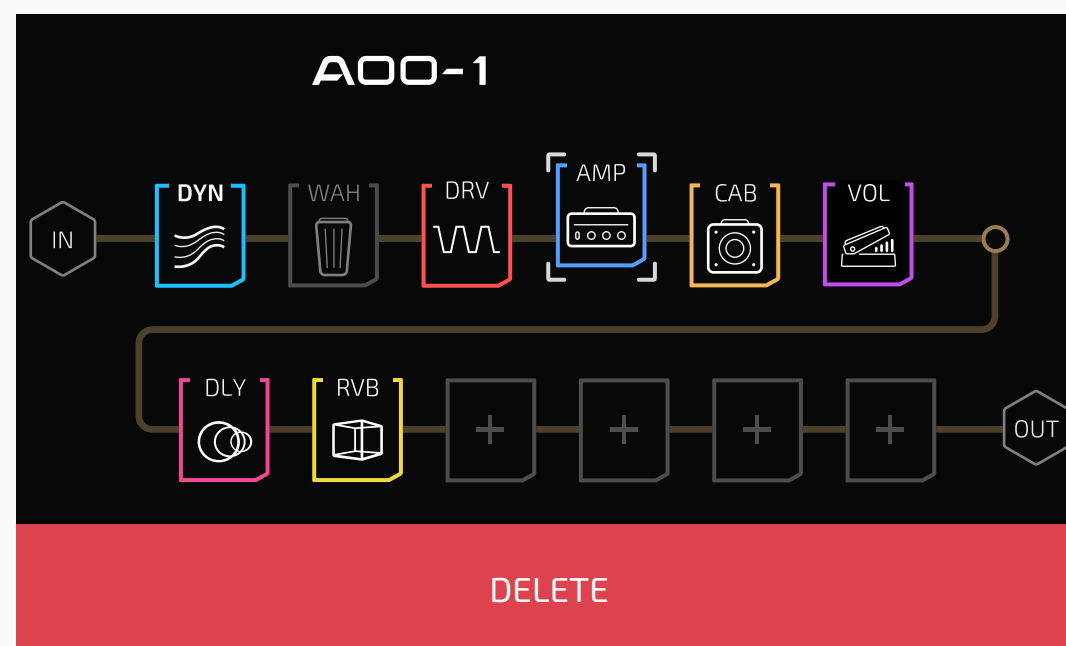 A00-1
IN
DYN
WAH
DRV
AMP
CAB
VOL
DLY
RVB
OUT
DELETE